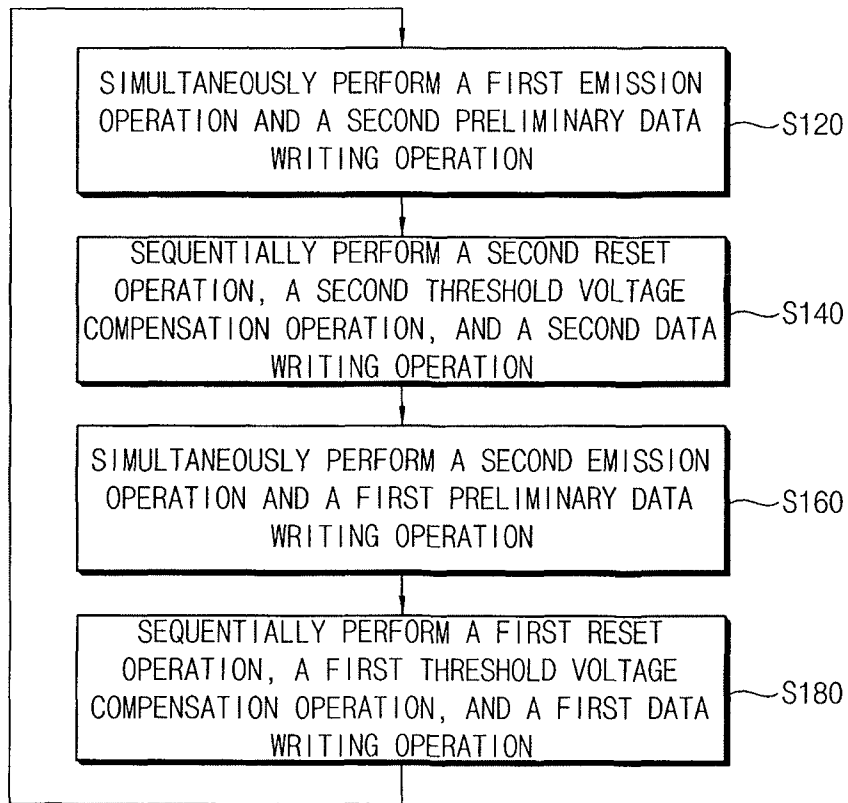 SIMULTANEOUSLY PERFORM A FIRST EMISSION
OPERATION AND A SECOND PRELIMINARY DATA
WRITING OPERATION
S120
SEQUENTIALLY PERFORM A SECOND RESET
OPERATION, A SECOND THRESHOLD VOLTAGE
COMPENSATION OPERATION, AND A SECOND DATA
WRITING OPERATION
S140
SIMULTANEOUSLY PERFORM A SECOND EMISSION
OPERATION AND A FIRST PRELIMINARY DATA
WRITING OPERATION
S160
SEQUENTIALLY PERFORM A FIRST RESET
OPERATION, A FIRST THRESHOLD VOLTAGE
COMPENSATION OPERATION, AND A FIRST DATA
WRITING OPERATION
S180